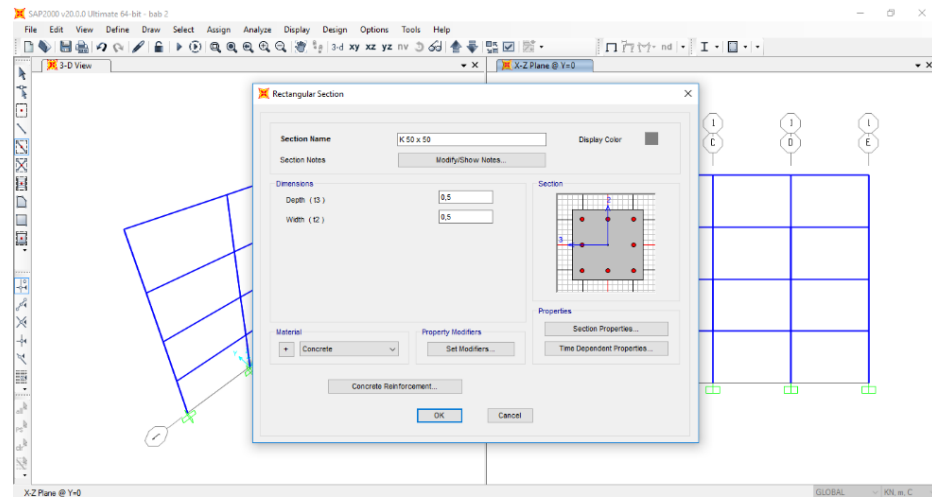 SAP2000 v20.0.0 Ultimate 64-bit - bab 2
File Edit View Define Draw Select Assign Analyze Display Design Options Tools Help
3-d xy xz yz nv
nd
3-D View
X-Z Plane @ Y=0
Rectangular Section
Section Name
K 50 x 50
Display Color
Section Notes
Modify/Show Notes...
Dimensions
Depth ( t3 )
0,5
Width ( t2 )
0,5
Section
2
3
Properties
Section Properties...
Time Dependent Properties...
Material
+ Concrete
Property Modifiers
Set Modifiers...
Concrete Reinforcement...
OK
Cancel
1 1 1
C D E
X-Z Plane @ Y=0
GLOBAL
KN, m, C